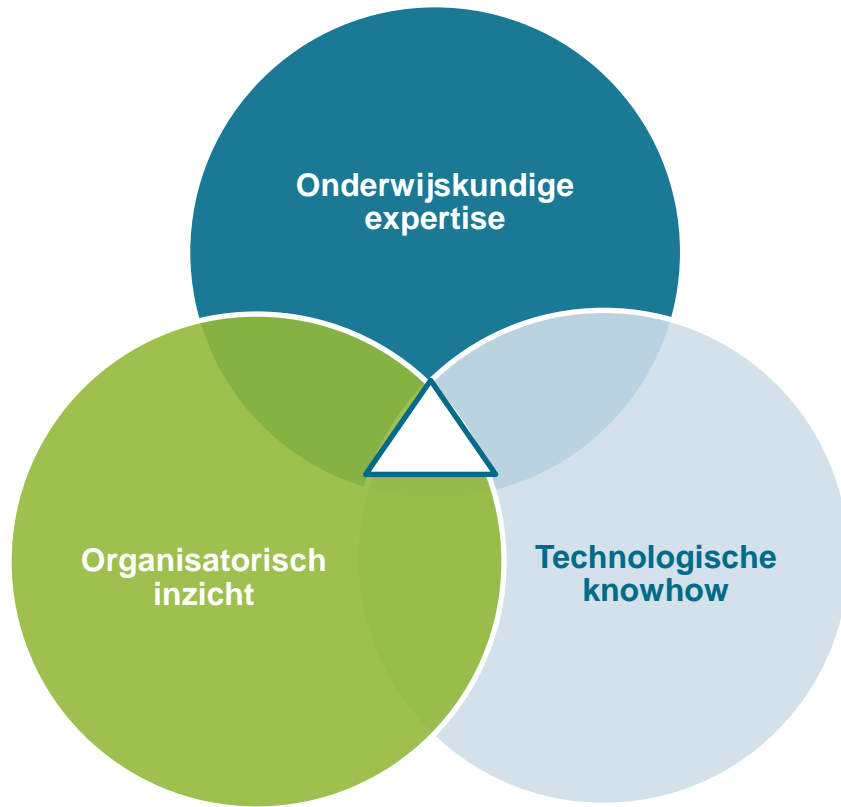 Onderwijskundige
expertise
Organisatorisch
inzicht
Technologische
knowhow